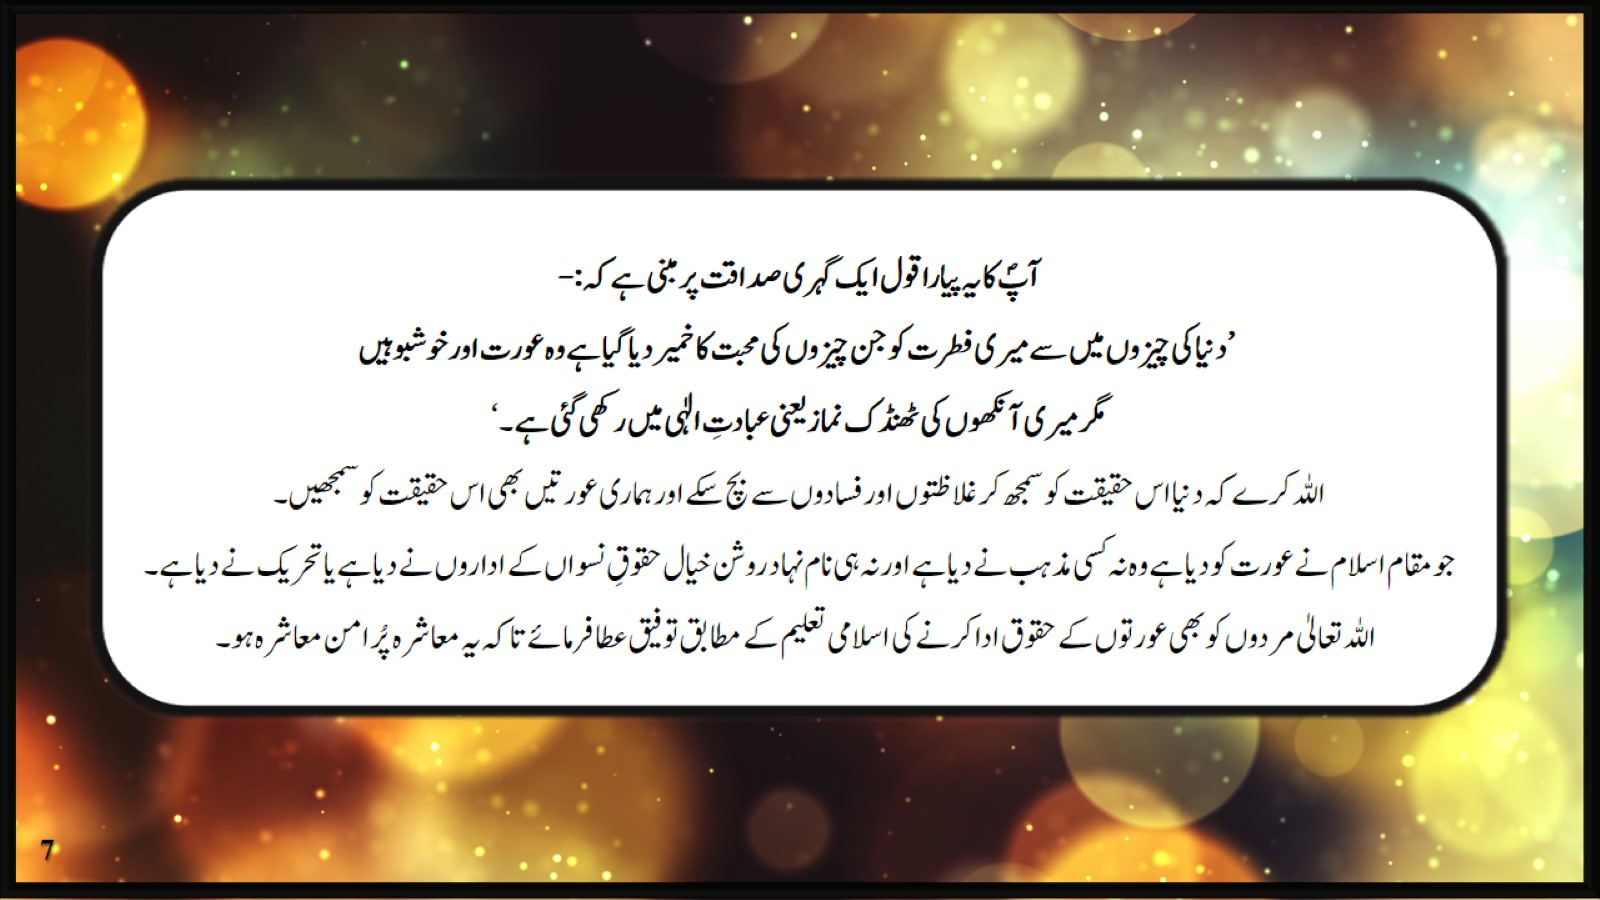 آپؐ کا یہ پیارا قول ایک گہری صداقت پر مبنی ہے کہ:–
’دنیا کی چیزوں میں سے میری فطرت کو جن چیزوں کی محبت کا خمیر دیا گیا ہے وہ عورت اور خوشبو ہیں
مگر میری آنکھوں کی ٹھنڈک نماز یعنی عبادتِ الٰہی میں رکھی گئی ہے۔‘
اللہ کرے کہ دنیا اس حقیقت کو سمجھ کر غلاظتوں اور فسادوں سے بچ سکے اور ہماری عورتیں بھی اس حقیقت کو سمجھیں۔
جو مقام اسلام نے عورت کو دیا ہے وہ نہ کسی مذہب نے دیا ہے اور نہ ہی نام نہاد روشن خیال حقوقِ نسواں کے اداروں نے دیا ہے یا تحریک نے دیا ہے۔
اللہ تعالیٰ مردوں کو بھی عورتوں کے حقوق ادا کرنے کی اسلامی تعلیم کے مطابق توفیق عطا فرمائے تاکہ یہ معاشرہ پُر امن معاشرہ ہو۔
7